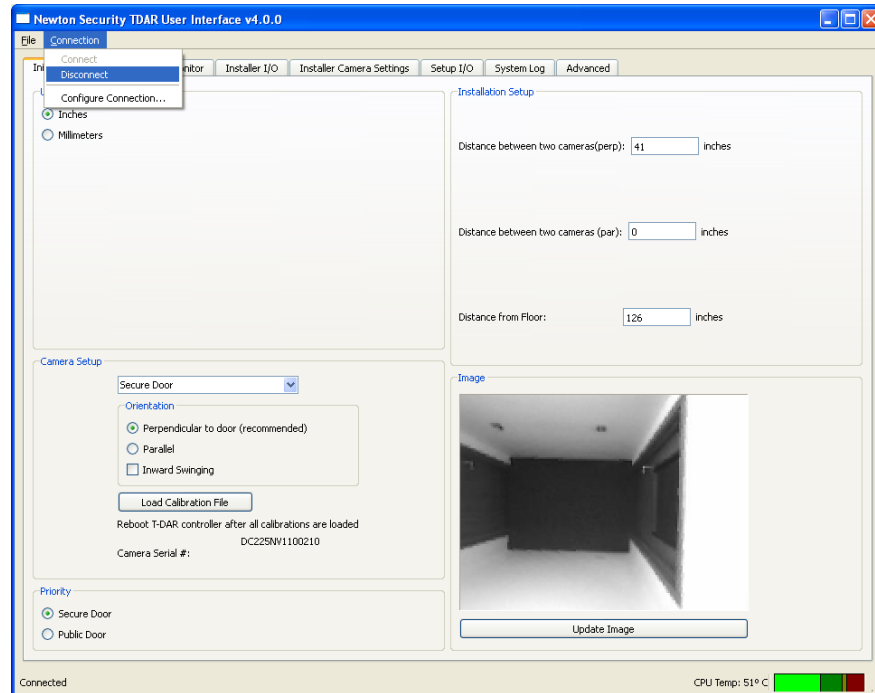 Newton Security TDAR User Interface v4.0.0
File Connection
Connect
Disconnect
Configure Connection...
Installer I/O Installer Camera Settings Setup I/O System Log Advanced
Inches
Millimeters
Installation Setup
Distance between two cameras(perp): 41 inches
Distance between two cameras (par): 0 inches
Distance from Floor: 126 inches
Camera Setup
Secure Door
Orientation
Perpendicular to door (recommended)
Parallel
Inward Swinging
Load Calibration File
Reboot T-DAR controller after all calibrations are loaded
DC225NV1100210
Camera Serial #:
Priority
Secure Door
Public Door
Image
Update Image
Connected CPU Temp: 51° C